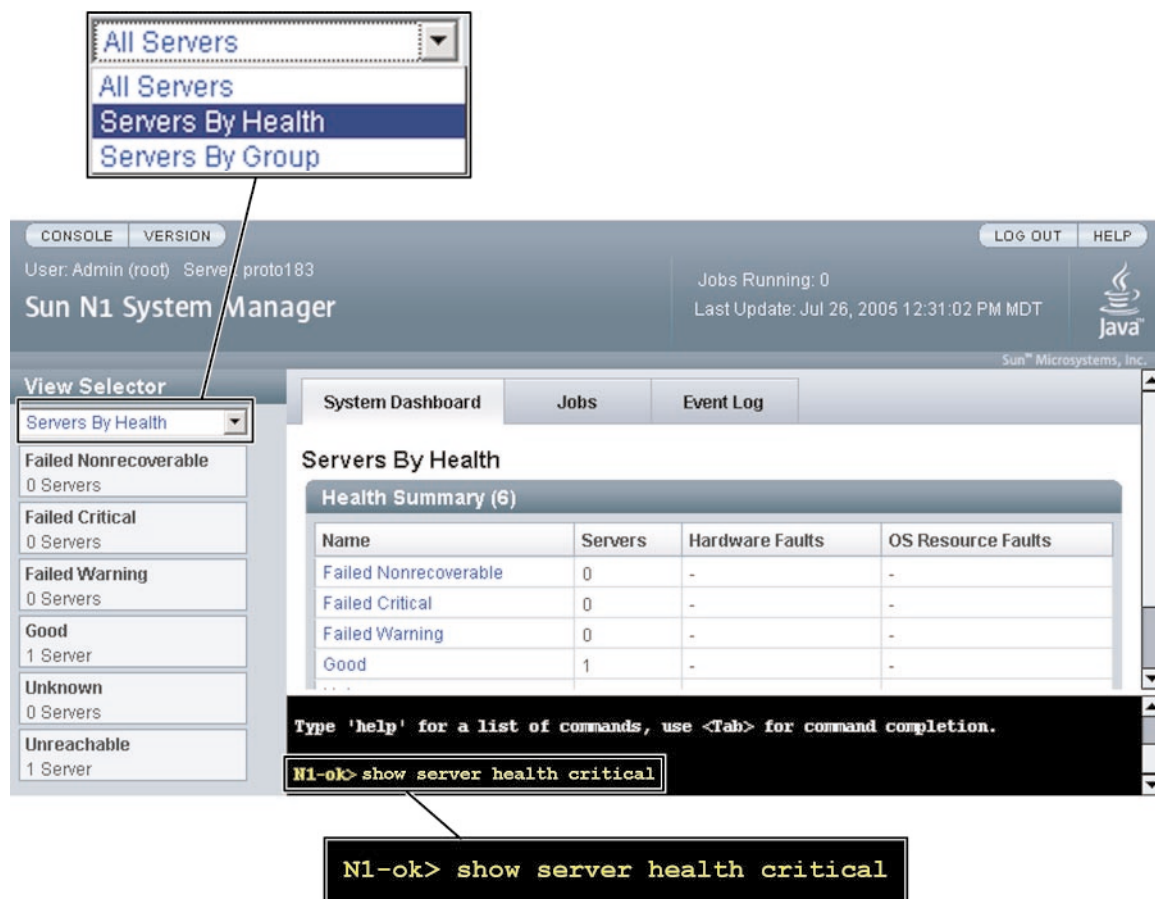 All Servers
All Servers
Servers By Health
Servers By Group
CONSOLE VERSION
LOG OUT HELP
User: Admin (root) Server: proto183
Sun N1 System Manager
Jobs Running: 0
Last Update: Jul 26, 2005 12:31:02 PM MDT
Java™
Sun™ Microsystems, Inc.
View Selector
Servers By Health
Failed Nonrecoverable
0 Servers
Failed Critical
0 Servers
Failed Warning
0 Servers
Good
1 Server
Unknown
0 Servers
Unreachable
1 Server
System Dashboard Jobs Event Log
Servers By Health
Health Summary (6)
Name Servers Hardware Faults OS Resource Faults
Failed Nonrecoverable 0 - -
Failed Critical 0 - -
Failed Warning 0 - -
Good 1 - -
Type 'help' for a list of commands, use <Tab> for command completion.
N1-ok> show server health critical
N1-ok> show server health critical